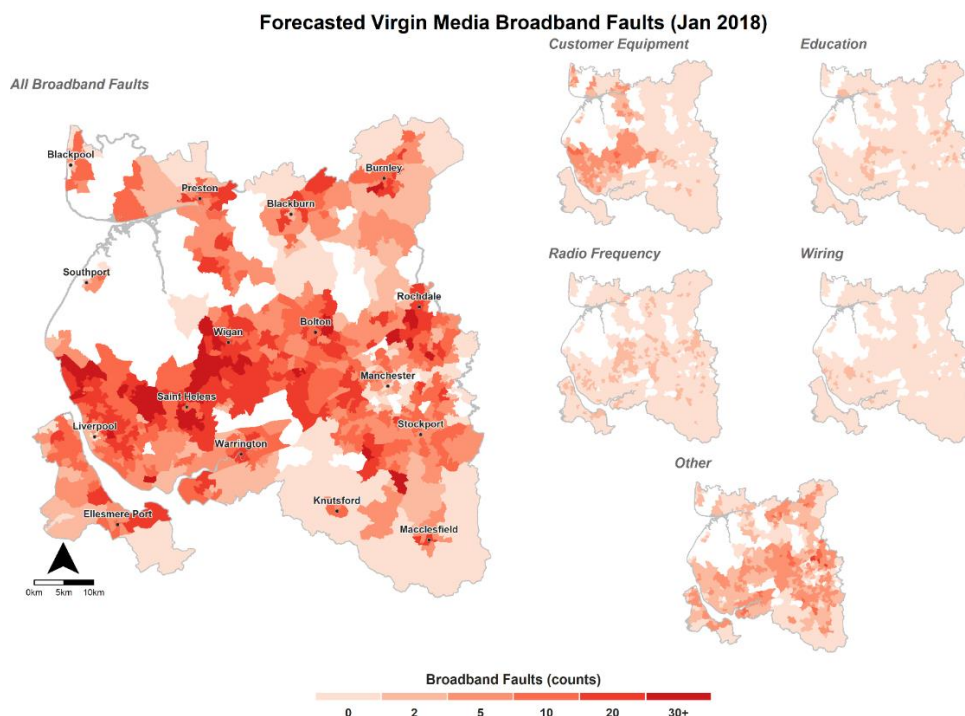 Forecasted Virgin Media Broadband Faults (Jan 2018)
Customer Equipment
Education
All Broadband Faults
Blackpool
Preston
Burnley
Blackburn
Southport
Radio Frequency
Wiring
Rochdale
Bolton
Wigan
Manchester
Saint Helens
Stockport
Liverpool
Warrington
Other
Knutsford
Ellesmere Port
Macclesfield
0km 5km 10km
Broadband Faults (counts)
0 2 5 10 20 30+